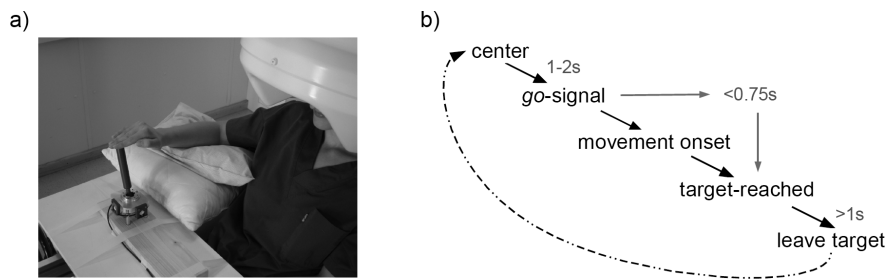 a)
b)
center
1-2s
go-signal
<0.75s
movement onset
target-reached
>1s
leave target